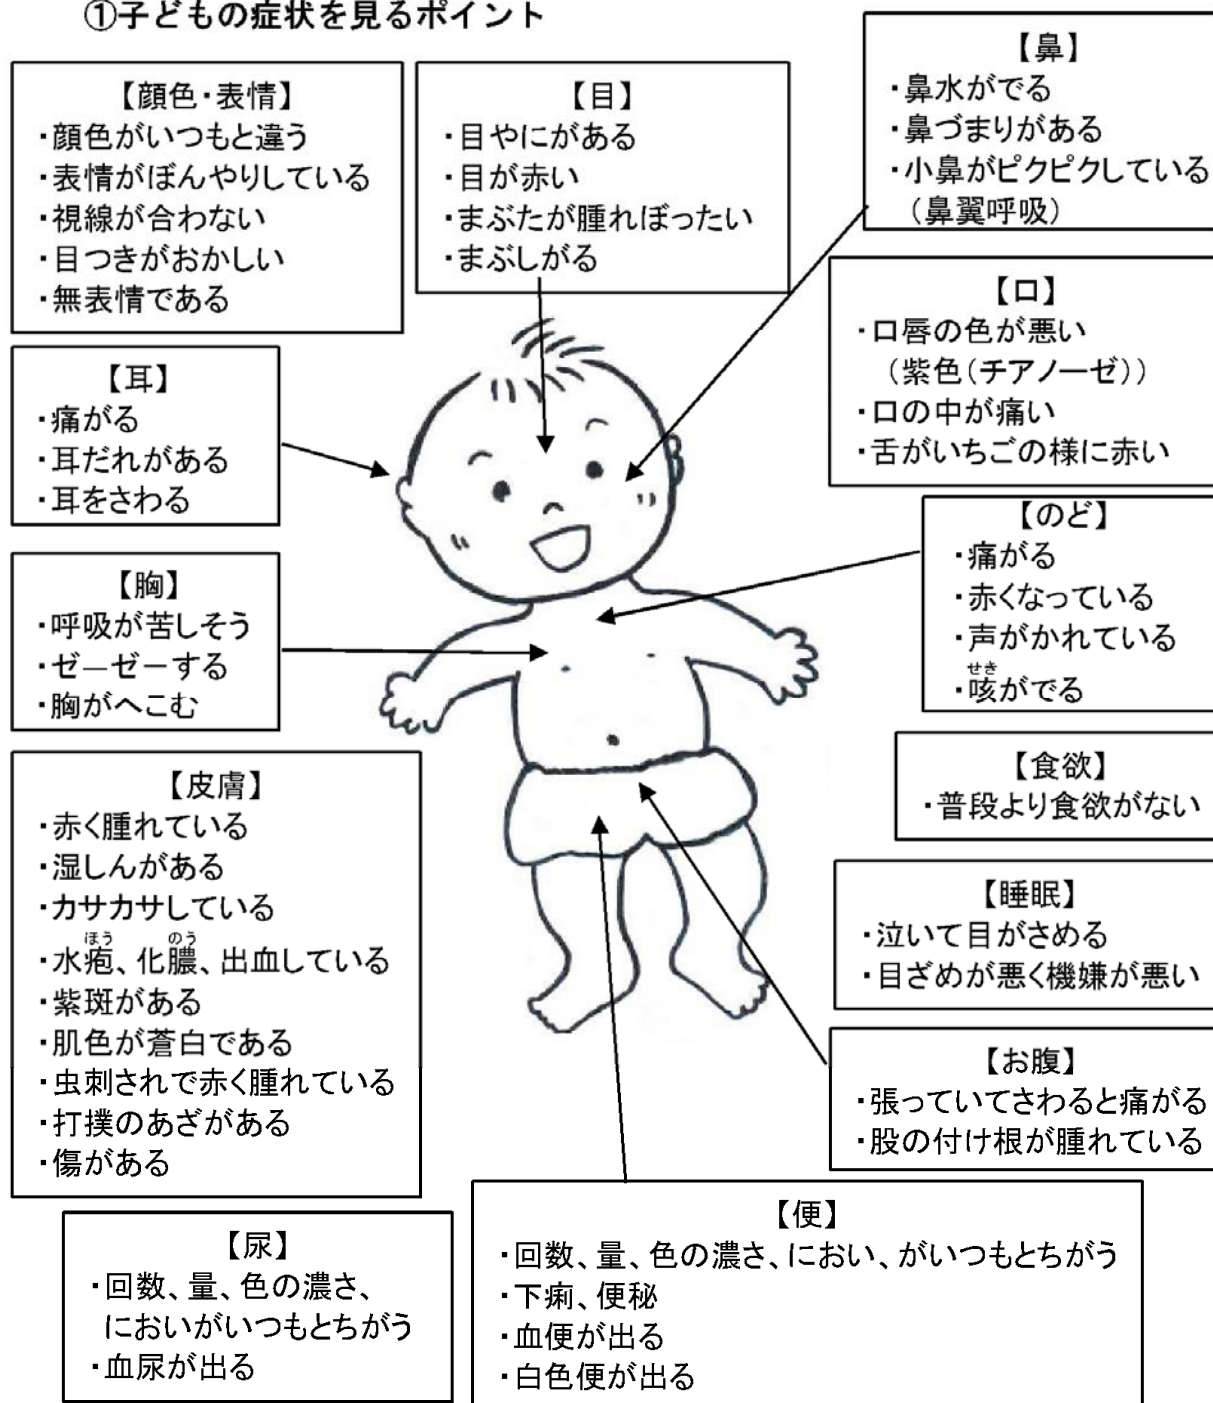 ①子どもの症状を見るポイント
【顔色・表情】
・顔色がいつもと違う
・表情がぼんやりしている
・視線が合わない
・目つきがおかしい
・無表情である
【目】
・目やにがある
・目が赤い
・まぶたが腫れぼったい
・まぶしがる
【鼻】
・鼻水がでる
・鼻づまりがある
・小鼻がピクピクしている
（鼻翼呼吸）
【耳】
・痛がる
・耳だれがある
・耳をさわる
【口】
・口唇の色が悪い
（紫色（チアノーゼ））
・口の中が痛い
・舌がいちごの様に赤い
【胸】
・呼吸が苦しそう
・ゼーゼーする
・胸がへこむ
【のど】
・痛がる
・赤くなっている
・声がかれている
せき
・咳がでる
【食欲】
・普段より食欲がない
【皮膚】
・赤く腫れている
・湿しんがある
・カサカサしている
ほう のう
・水疱、化膿、出血している
・紫斑がある
・肌色が蒼白である
・虫刺されで赤く腫れている
・打撲のあざがある
・傷がある
【睡眠】
・泣いて目がさめる
・目ざめが悪く機嫌が悪い
【お腹】
・張っていてさわると痛がる
・股の付け根が腫れている
【尿】
・回数、量、色の濃さ、
においがいつもとちがう
・血尿が出る
【便】
・回数、量、色の濃さ、におい、がいつもとちがう
・下痢、便秘
・血便が出る
・白色便が出る